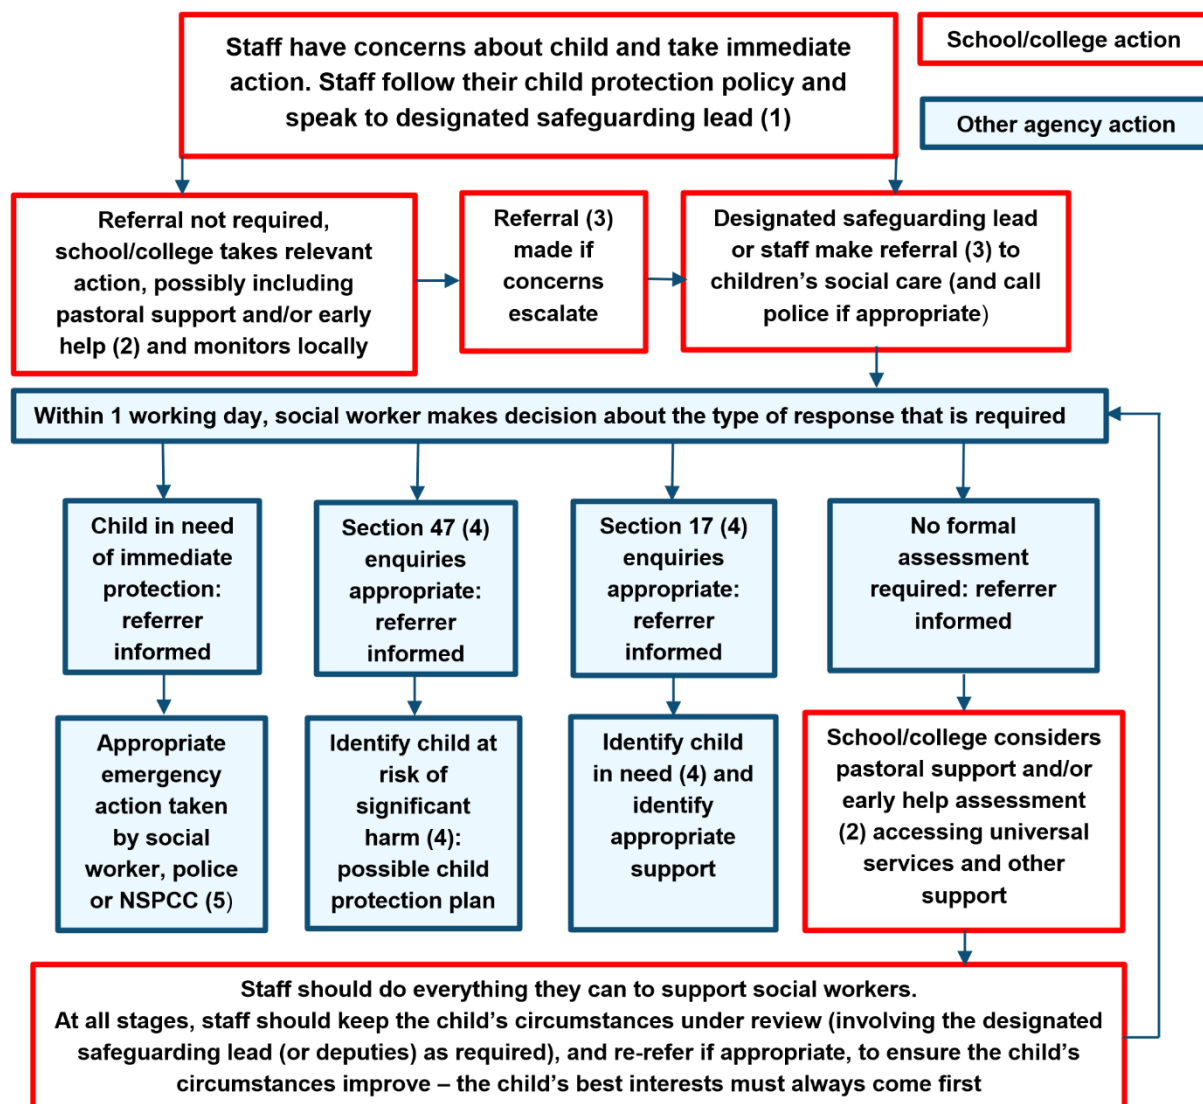 Staff have concerns about child and take immediate
action. Staff follow their child protection policy and
speak to designated safeguarding lead (1)
School/college action
Other agency action
Referral not required,
school/college takes relevant
action, possibly including
pastoral support and/or early
help (2) and monitors locally
Referral (3)
made if
concerns
escalate
Designated safeguarding lead
or staff make referral (3) to
children’s social care (and call
police if appropriate)
Within 1 working day, social worker makes decision about the type of response that is required
Child in need
of immediate
protection:
referrer
informed
Section 47 (4)
enquiries
appropriate:
referrer
informed
Section 17 (4)
enquiries
appropriate:
referrer
informed
No formal
assessment
required: referrer
informed
Appropriate
emergency
action taken
by social
worker, police
or NSPCC (5)
Identify child at
risk of
significant
harm (4):
possible child
protection plan
Identify child
in need (4) and
identify
appropriate
support
School/college considers
pastoral support and/or
early help assessment
(2) accessing universal
services and other
support
Staff should do everything they can to support social workers.
At all stages, staff should keep the child’s circumstances under review (involving the designated
safeguarding lead (or deputies) as required), and re-refer if appropriate, to ensure the child’s
circumstances improve – the child’s best interests must always come first